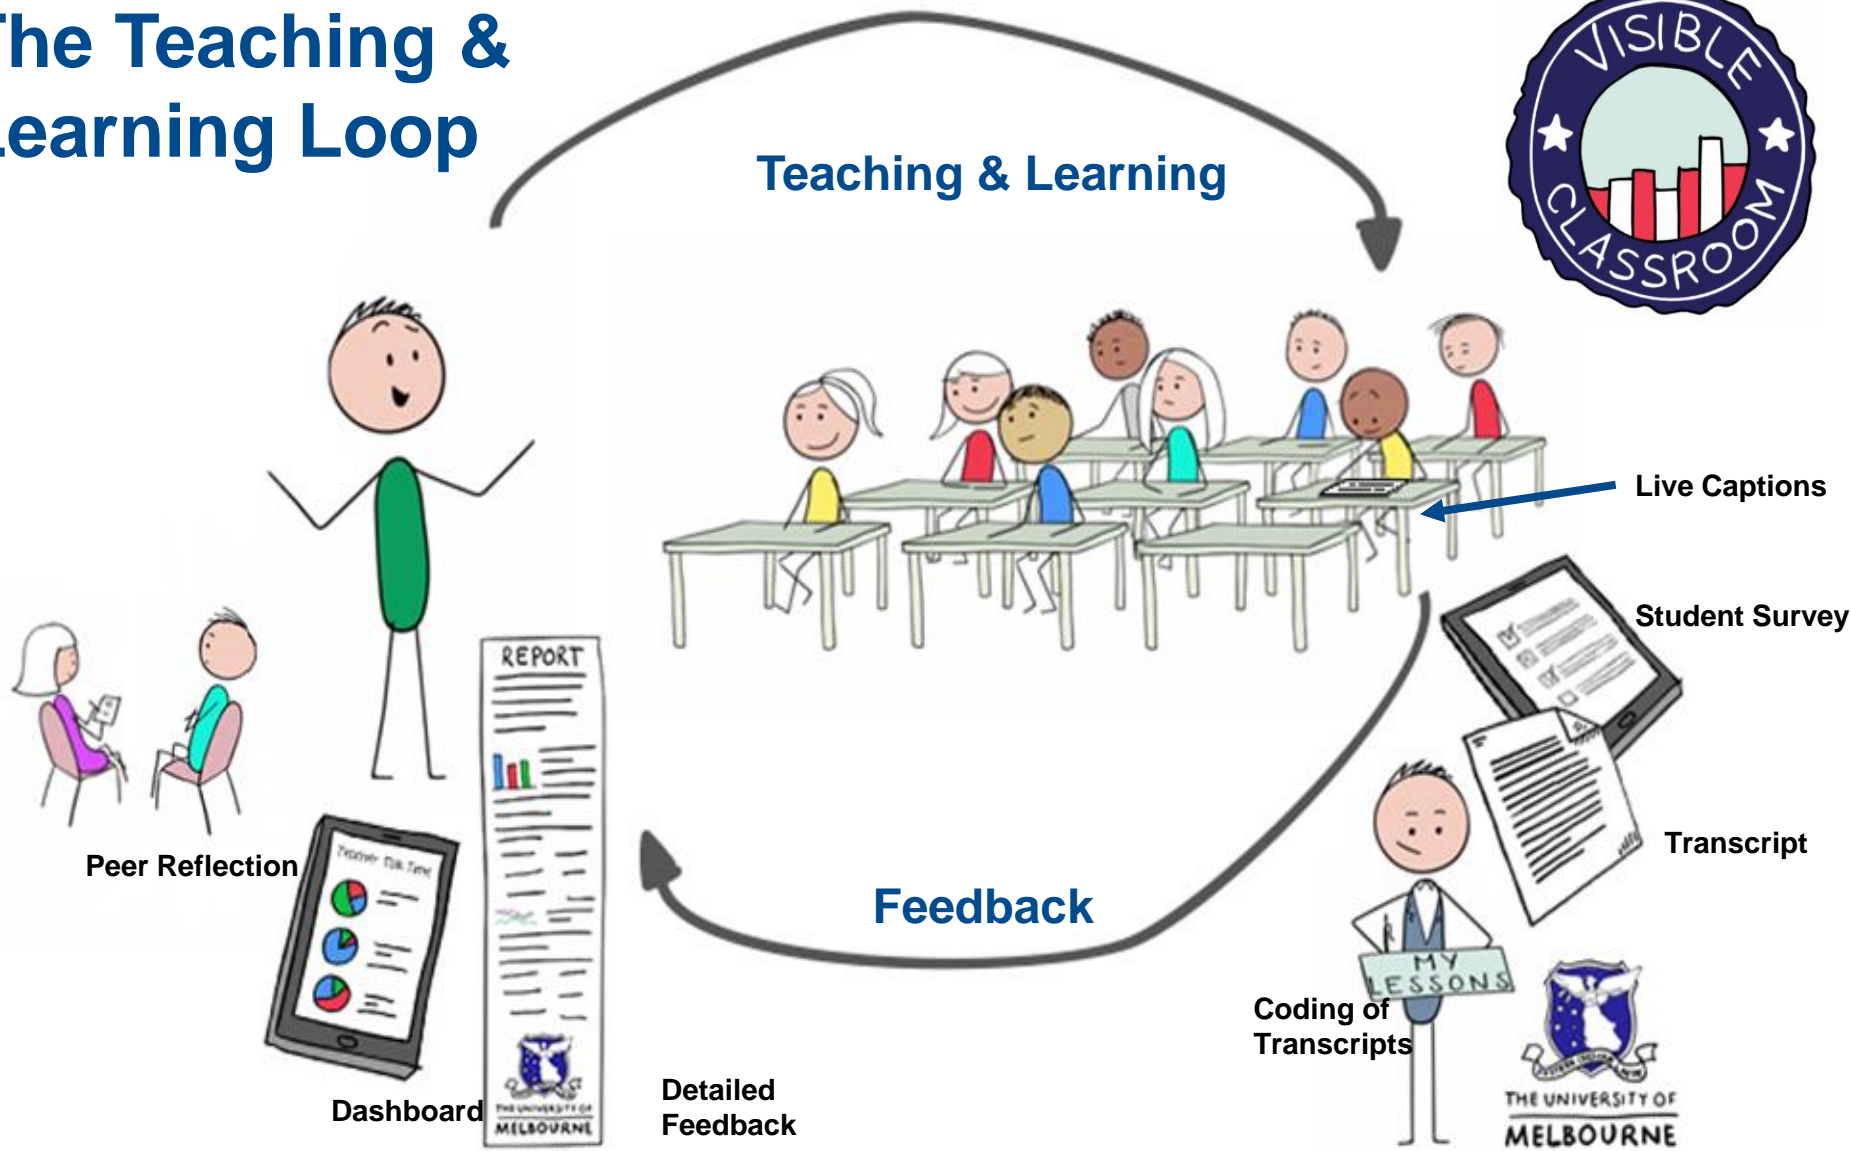 he Teaching &
earning Loop
VISIBLE
CLASSROOM
Teaching & Learning
Live Captions
Student Survey
REPORT
Transcript
Peer Reflection
Feedback
MY
LESSONS
Coding of
Transcripts
Dashboard
THE UNIVERSITY OF
MELBOURNE
Detailed
Feedback
THE UNIVERSITY OF
MELBOURNE